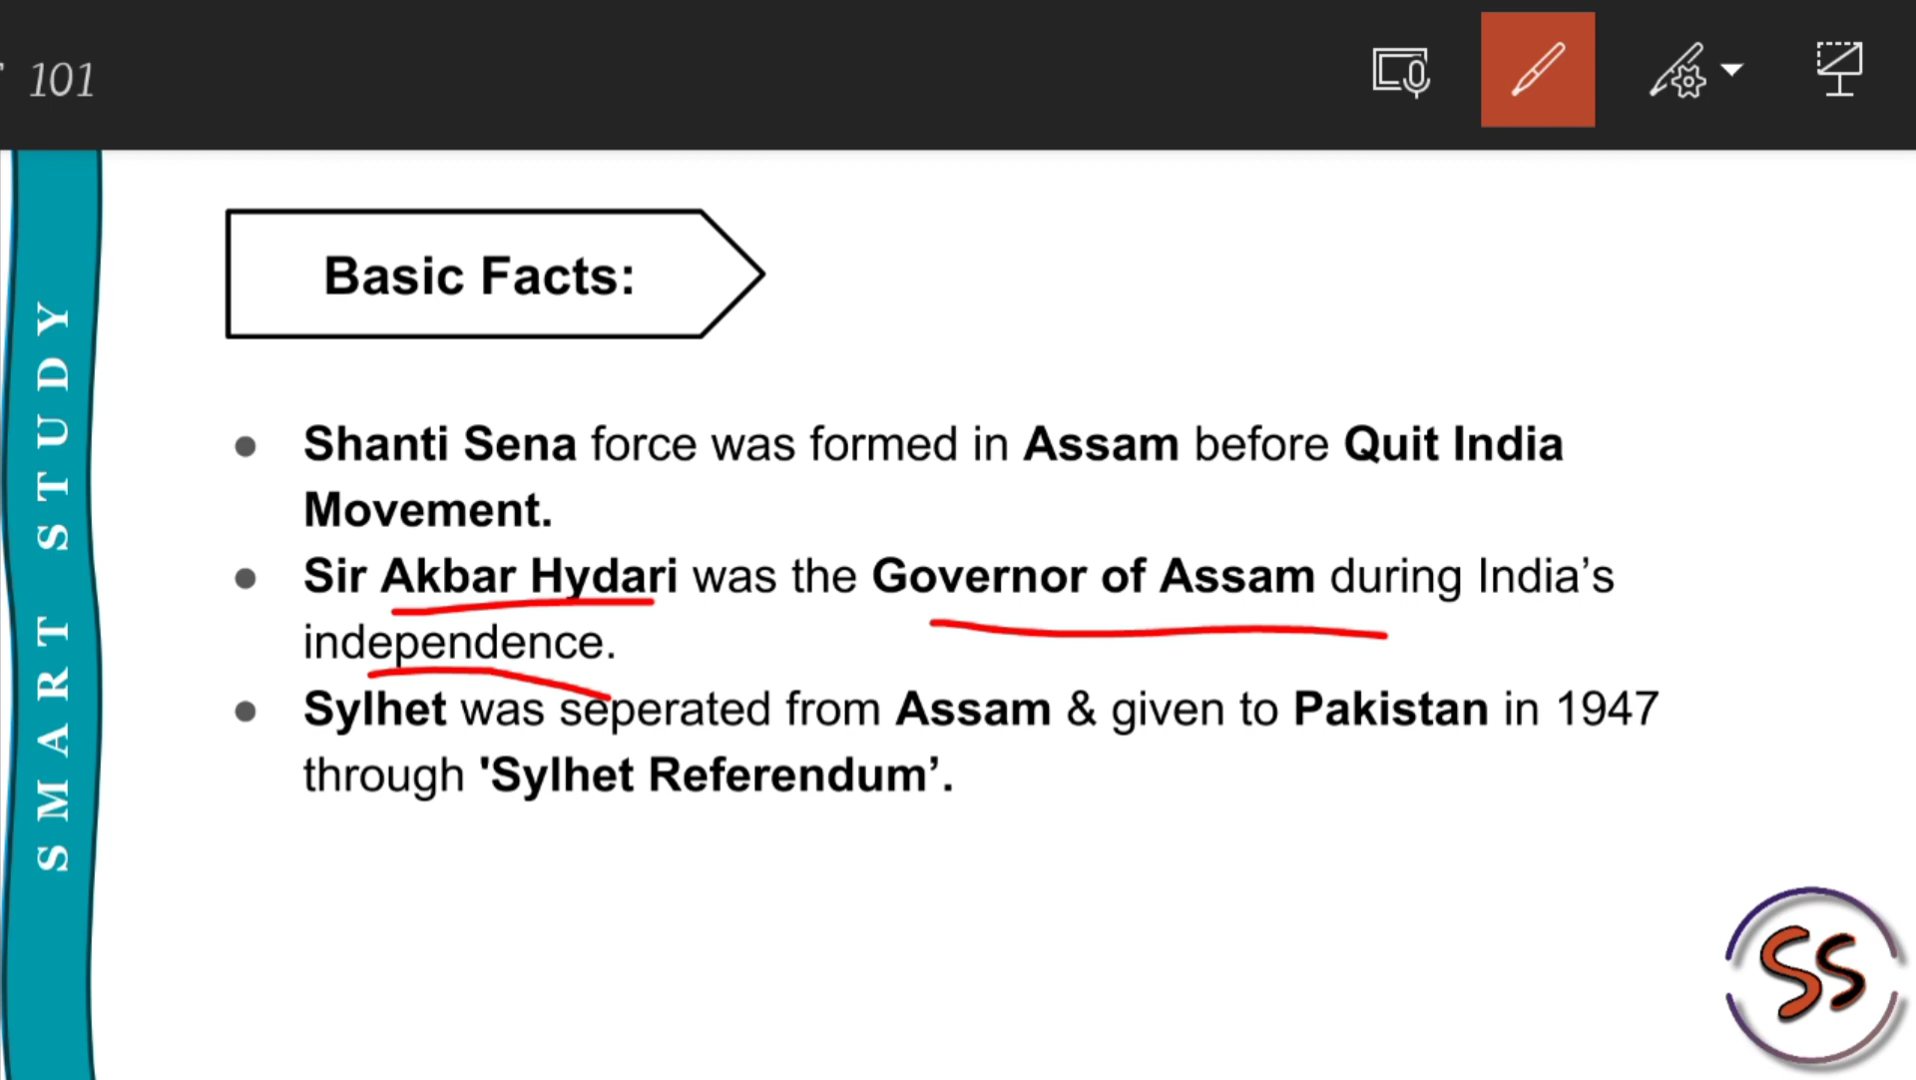 101
SMART STUDY
Basic Facts:
● Shanti Sena force was formed in Assam before Quit India
Movement.
● Sir Akbar Hydari was the Governor of Assam during India’s
independence.
● Sylhet was seperated from Assam & given to Pakistan in 1947
through 'Sylhet Referendum’.
SS